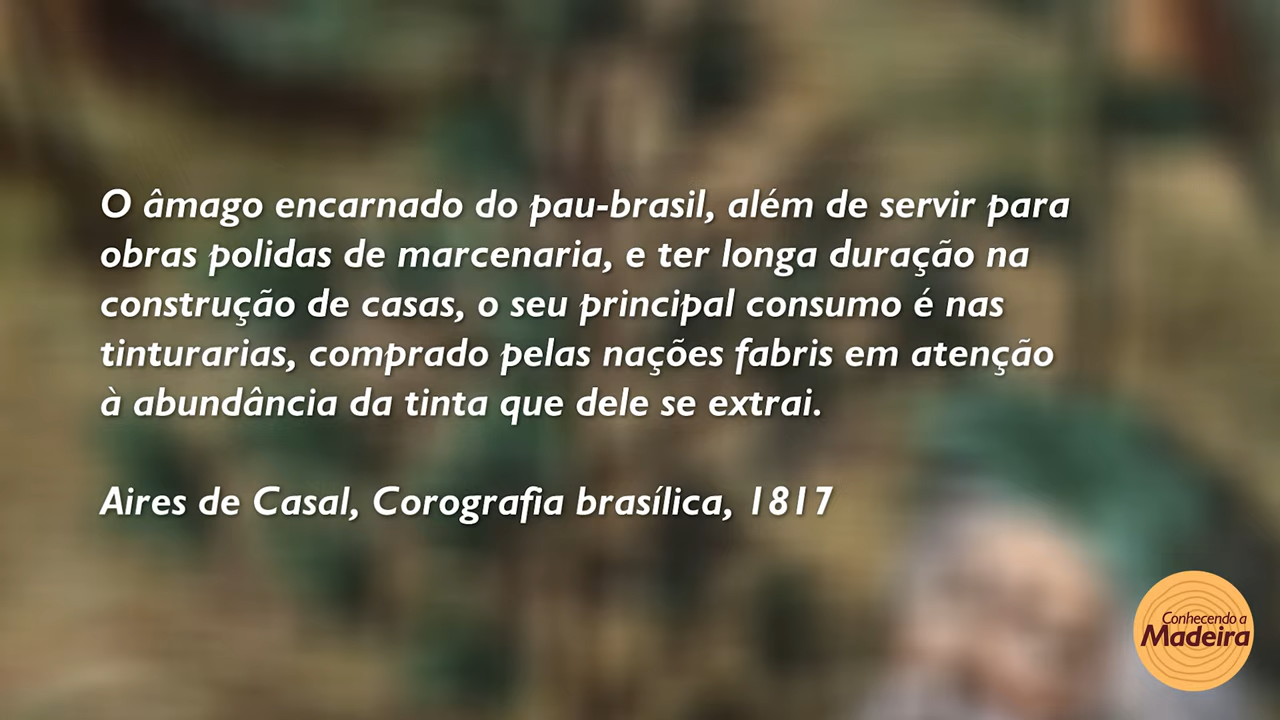 O âmago encarnado do pau-brasil, além de servir para
obras polidas de marcenaria, e ter longa duração na
construção de casas, o seu principal consumo é nas
tinturarias, comprado pelas nações fabris em atenção
à abundância da tinta que dele se extrai.
Aires de Casal, Corografia brasílica, 1817
Conhecendo a
Madeira